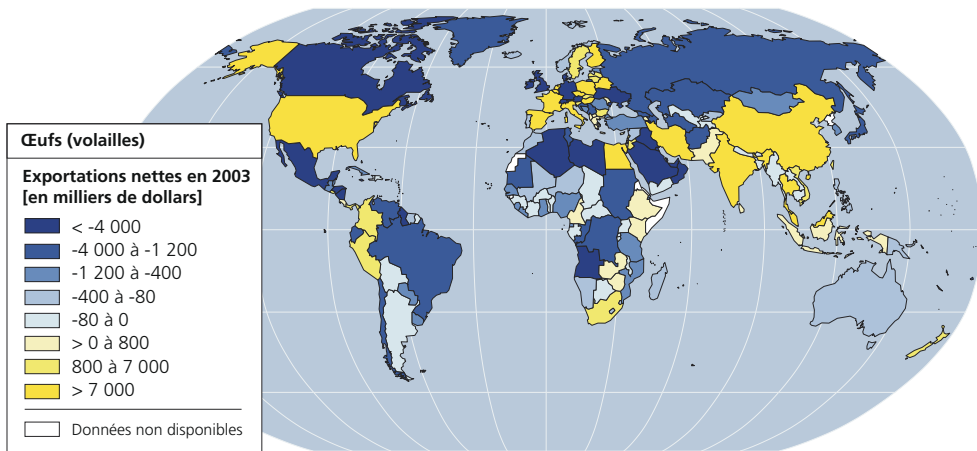 Œufs (volailles)
Exportations nettes en 2003
[en milliers de dollars]
< -4 000
-4 000 à -1 200
-1 200 à -400
-400 à -80
-80 à 0
> 0 à 800
800 à 7 000
> 7 000
Données non disponibles